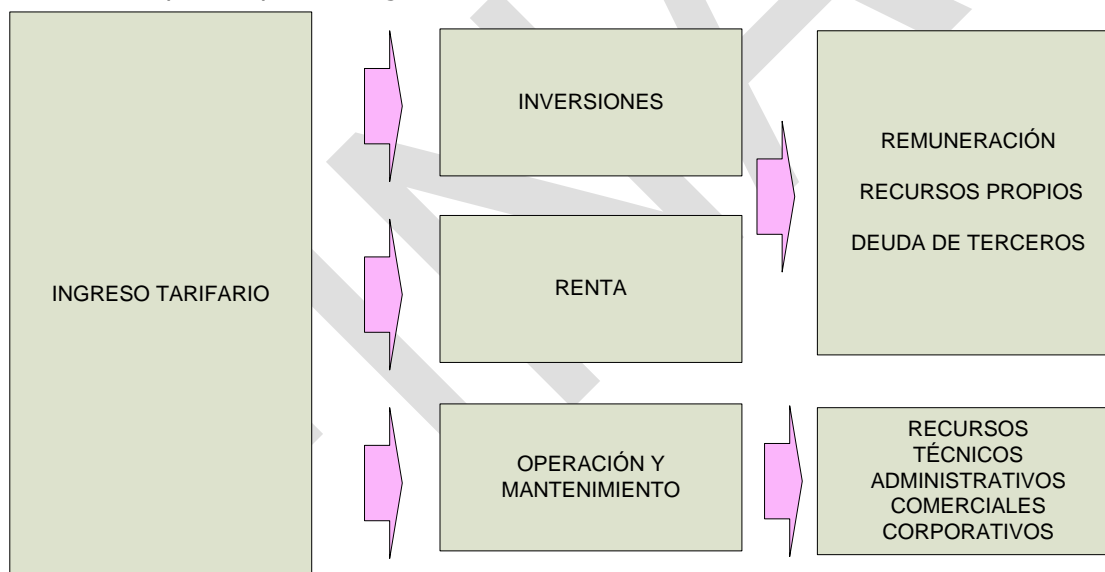 INGRESO TARIFARIO
INVERSIONES
RENTA
OPERACIÓN Y
MANTENIMIENTO
REMUNERACIÓN
RECURSOS PROPIOS
DEUDA DE TERCEROS
RECURSOS
TÉCNICOS
ADMINISTRATIVOS
COMERCIALES
CORPORATIVOS